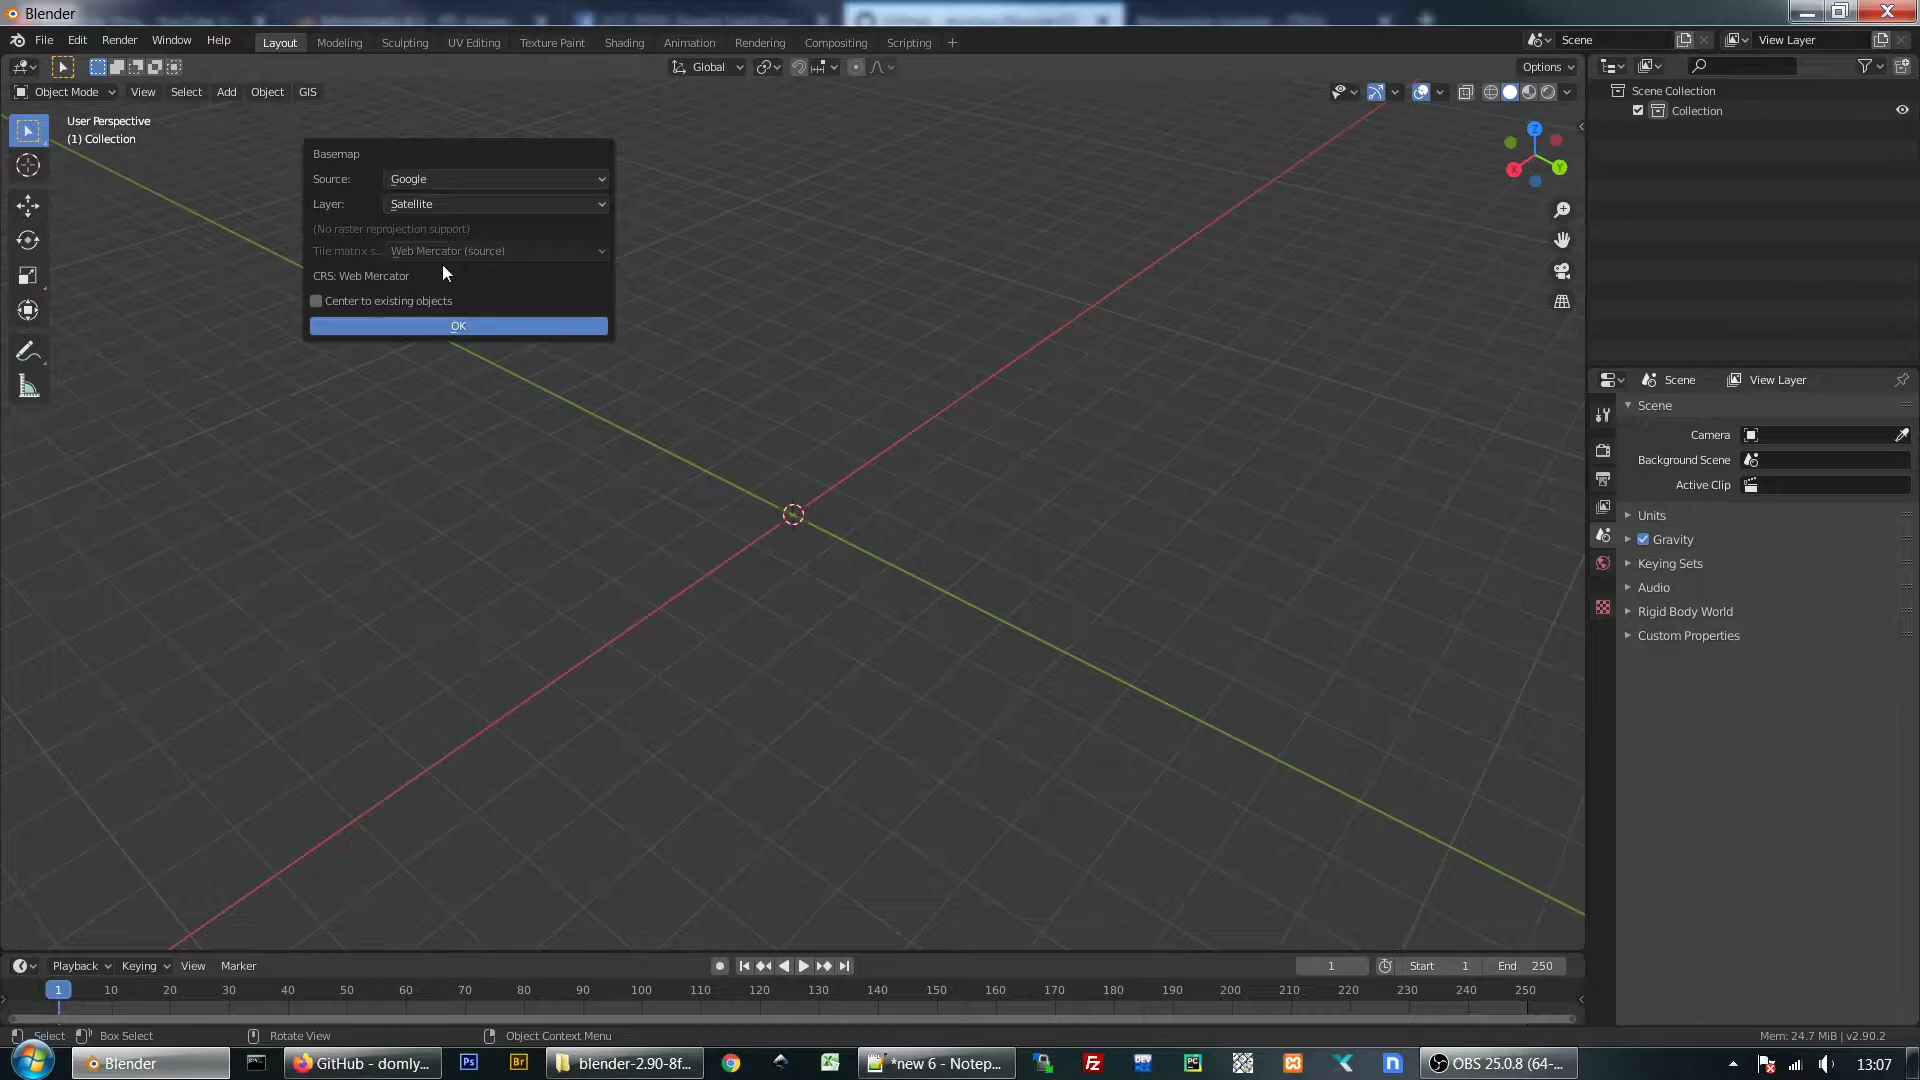 Blender
File Edit Render Window Help
Layout Modeling Sculpting UV Editing Texture Paint Shading Animation Rendering Compositing Scripting
Scene
View Layer
Global
Options
Object Mode View Select Add Object GIS
User Perspective
(1) Collection
Basemap
Source: Google
Layer: Satellite
(No raster reprojection support)
Tile matrix s... Web Mercator (source)
CRS: Web Mercator
Center to existing objects
OK
Z
Y
X
Scene Collection
Collection
Scene View Layer
Scene
Camera
Background Scene
Active Clip
Units
Gravity
Keying Sets
Audio
Rigid Body World
Custom Properties
Playback Keying View Marker
1 Start 1 End 250
1 10 20 30 40 50 60 70 80 90 100 110 120 130 140 150 160 170 180 190 200 210 220 230 240 250
Select Box Select Rotate View Object Context Menu
Mem: 24.7 MiB | v2.90.2
Blender
GitHub - domly...
Ps
Br
blender-2.90-8f...
*new 6 - Notep...
Fz
DEV
PC
n
OBS 25.0.8 (64-...
13:07